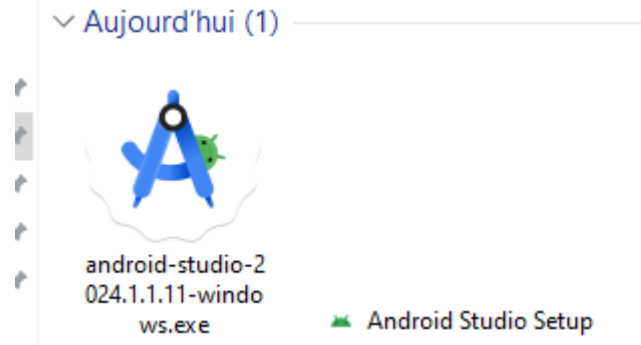 Aujourd'hui (1)
android-studio-2
024.1.1.11-windo
ws.exe
Android Studio Setup